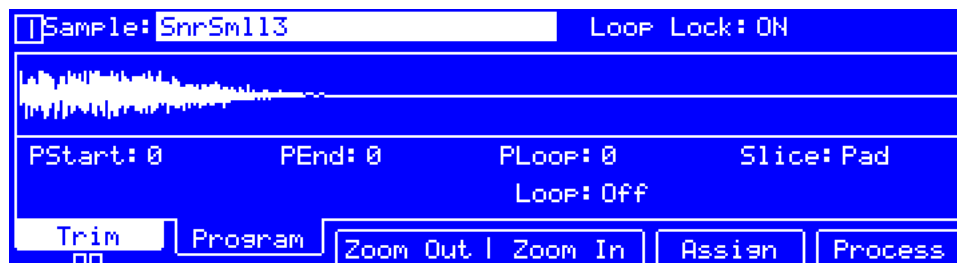 Sample: SnrSmll3 Loop Lock: ON
PStart: 0 PEnd: 0 PLoop: 0 Slice: Pad
Loop: Off
Trim Program Zoom Out | Zoom In Assign Process